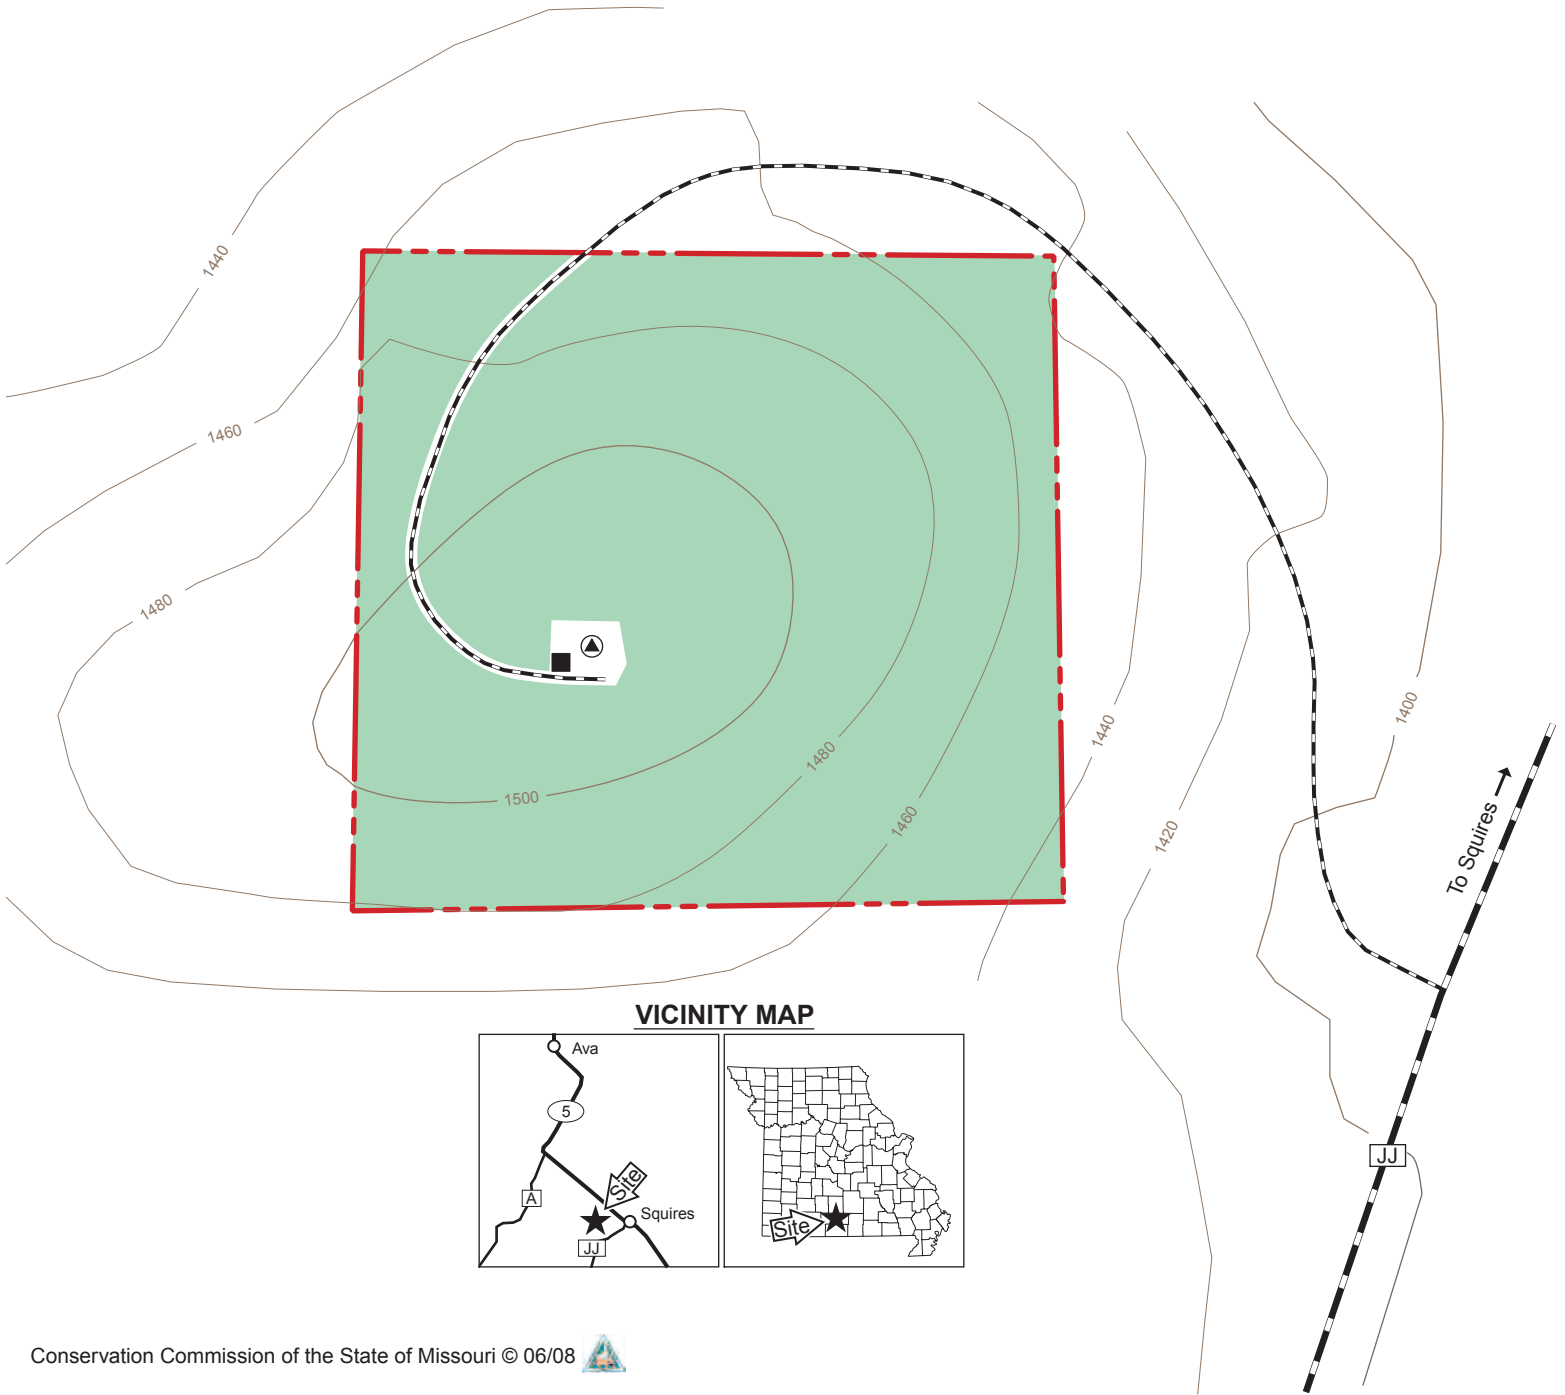 1440
1460
1480
1480
1500
1460
1440
1420
1400
To Squires
JJ
VICINITY MAP
Ava
5
A
Site
Squires
JJ
Site
Conservation Commission of the State of Missouri © 06/08